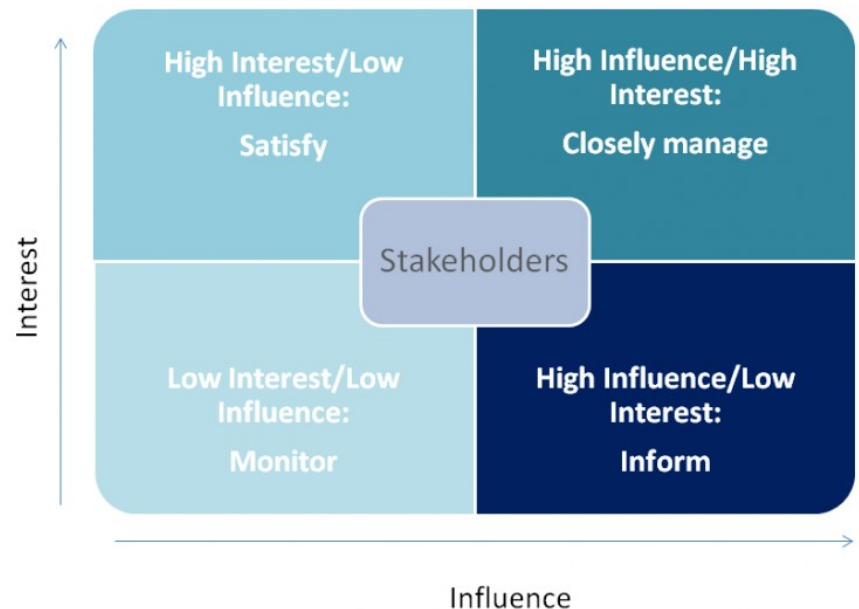 High Interest/Low
Influence:
Satisfy
High Influence/High
Interest:
Closely manage
Stakeholders
Interest
Low Interest/Low
Influence:
Monitor
High Influence/Low
Interest:
Inform
Influence